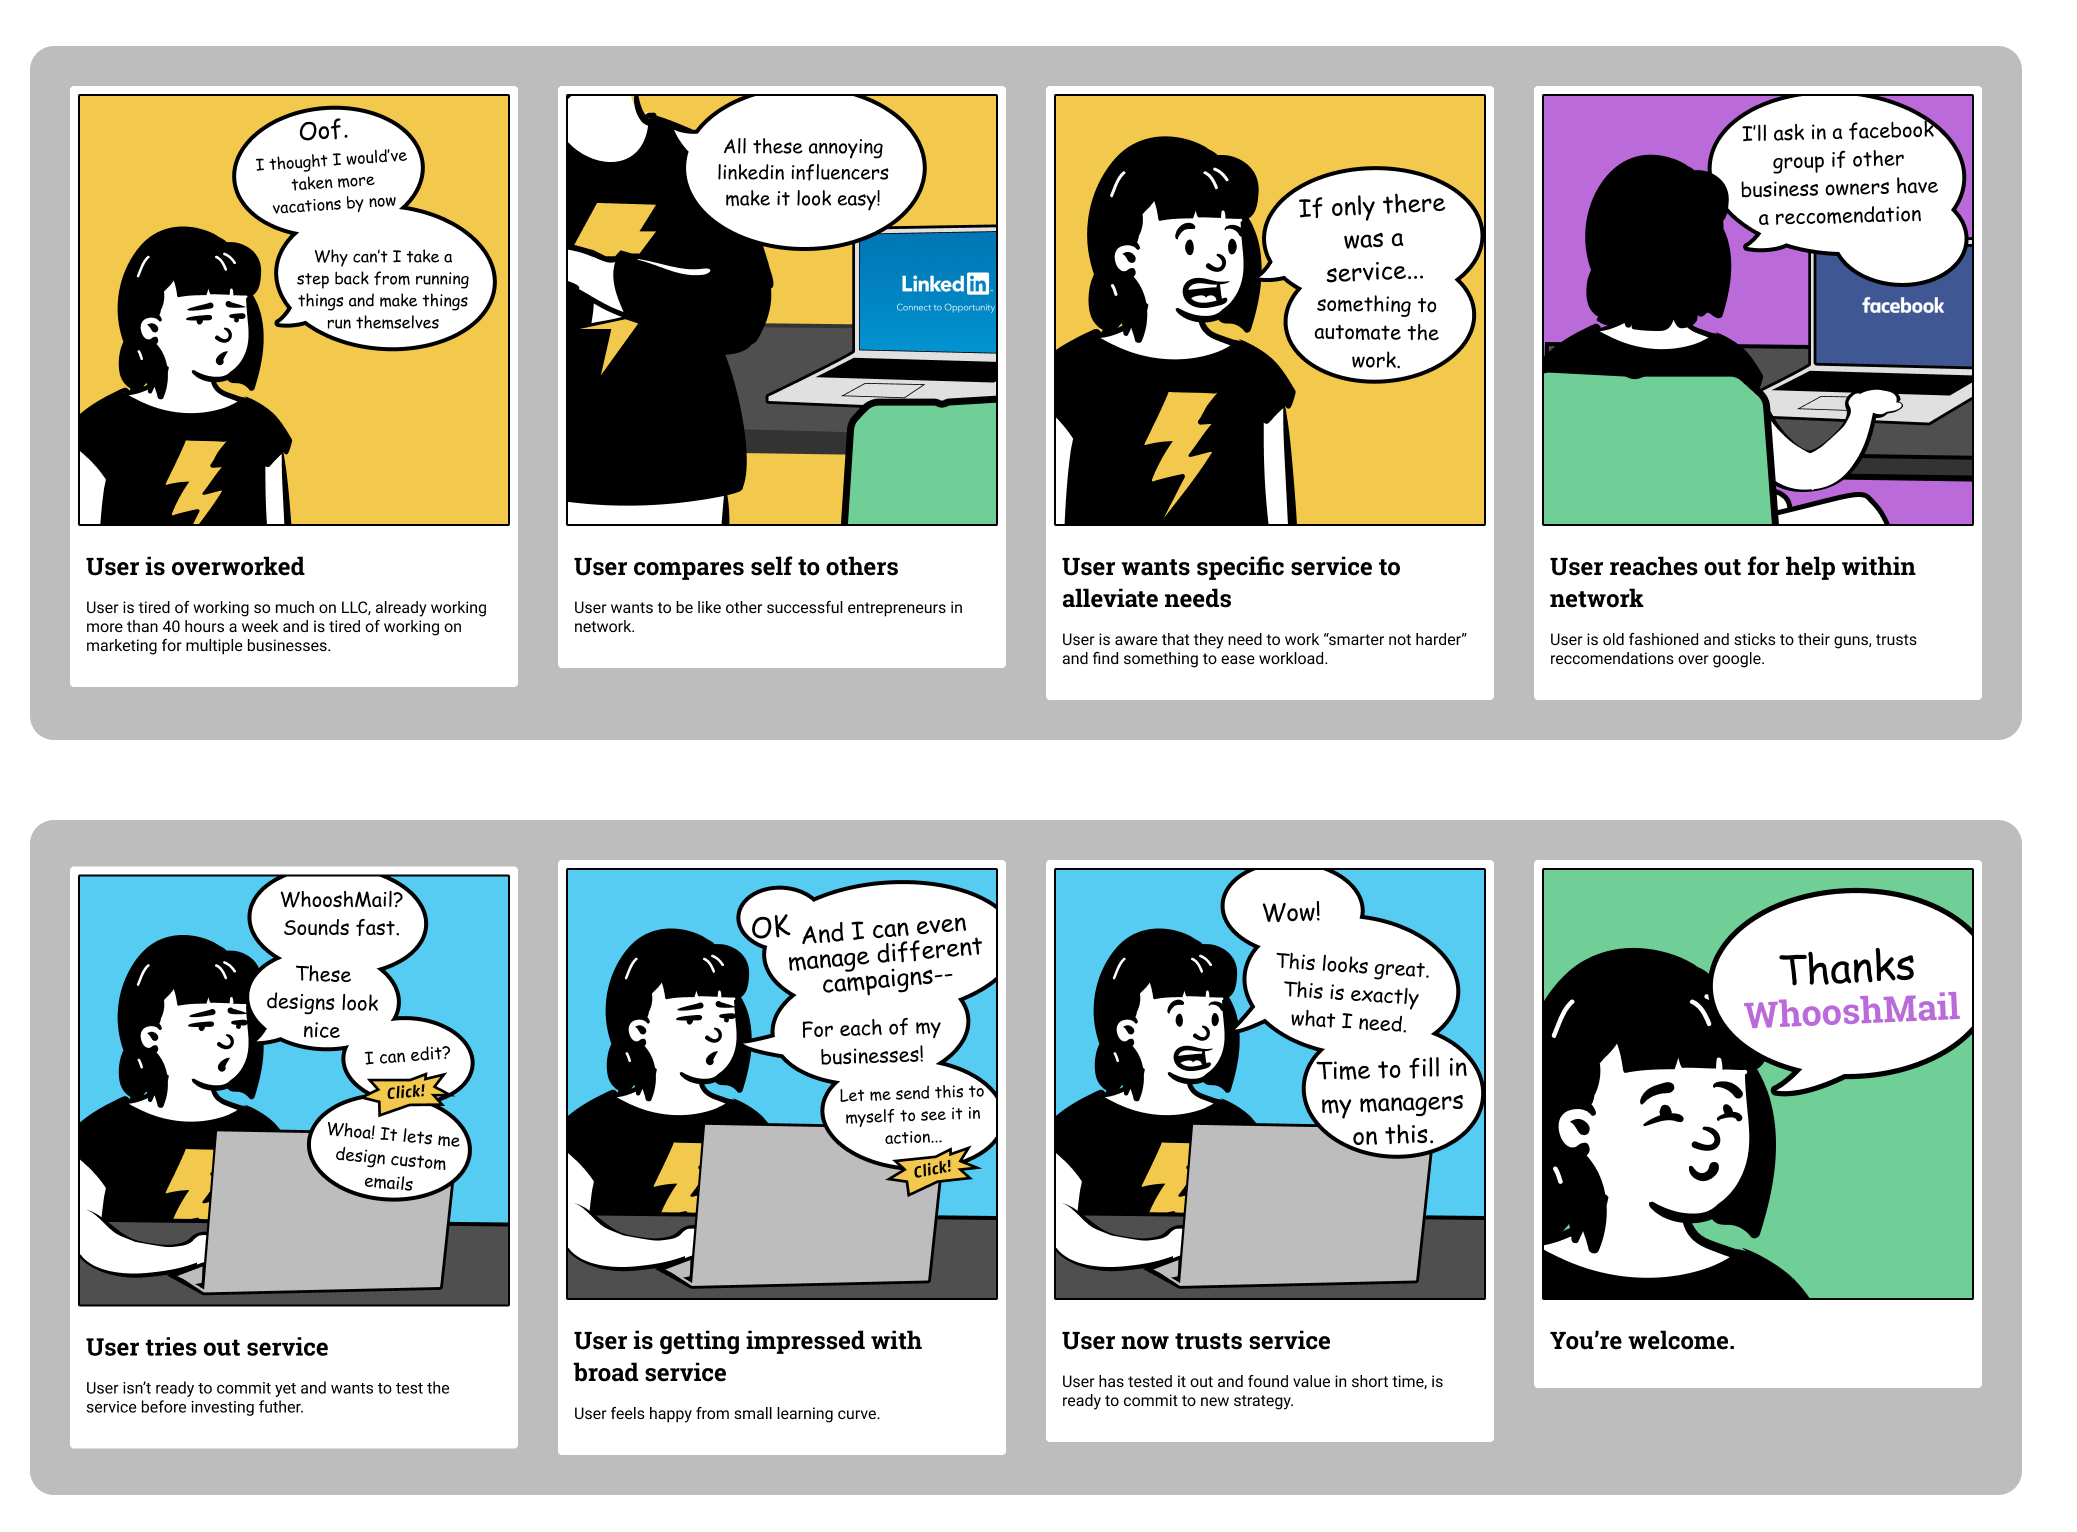 Oof.
I thought I would've
taken more
vacations by now
Why can't I take a
step back from running
things and make things
run themselves
User is overworked
User is tired of working so much on LLC, already working
more than 40 hours a week and is tired of working on
marketing for multiple businesses.
All these annoying
linkedin influencers
make it look easy!
Linked in
Connect to Opportunity
User compares self to others
User wants to be like other successful entrepreneurs in
network.
If only there
was a
service...
something to
automate the
work.
User wants specific service to
alleviate needs
User is aware that they need to work “smarter not harder”
and find something to ease workload.
I'll ask in a facebook
group if other
business owners have
a reccomendation
facebook
User reaches out for help within
network
User is old fashioned and sticks to their guns, trusts
reccomendations over google.
WhooshMail?
Sounds fast.
These
designs look
nice
I can edit?
Click!
Whoa! It lets me
design custom
emails
User tries out service
User isn’t ready to commit yet and wants to test the
service before investing futher.
OK
And I can even
manage different
campaigns--
For each of my
businesses!
Let me send this to
myself to see it in
action...
Click!
User is getting impressed with
broad service
User feels happy from small learning curve.
Wow!
This looks great.
This is exactly
what I need.
Time to fill in
my managers
on this.
User now trusts service
User has tested it out and found value in short time, is
ready to commit to new strategy.
Thanks
WhooshMail
You’re welcome.